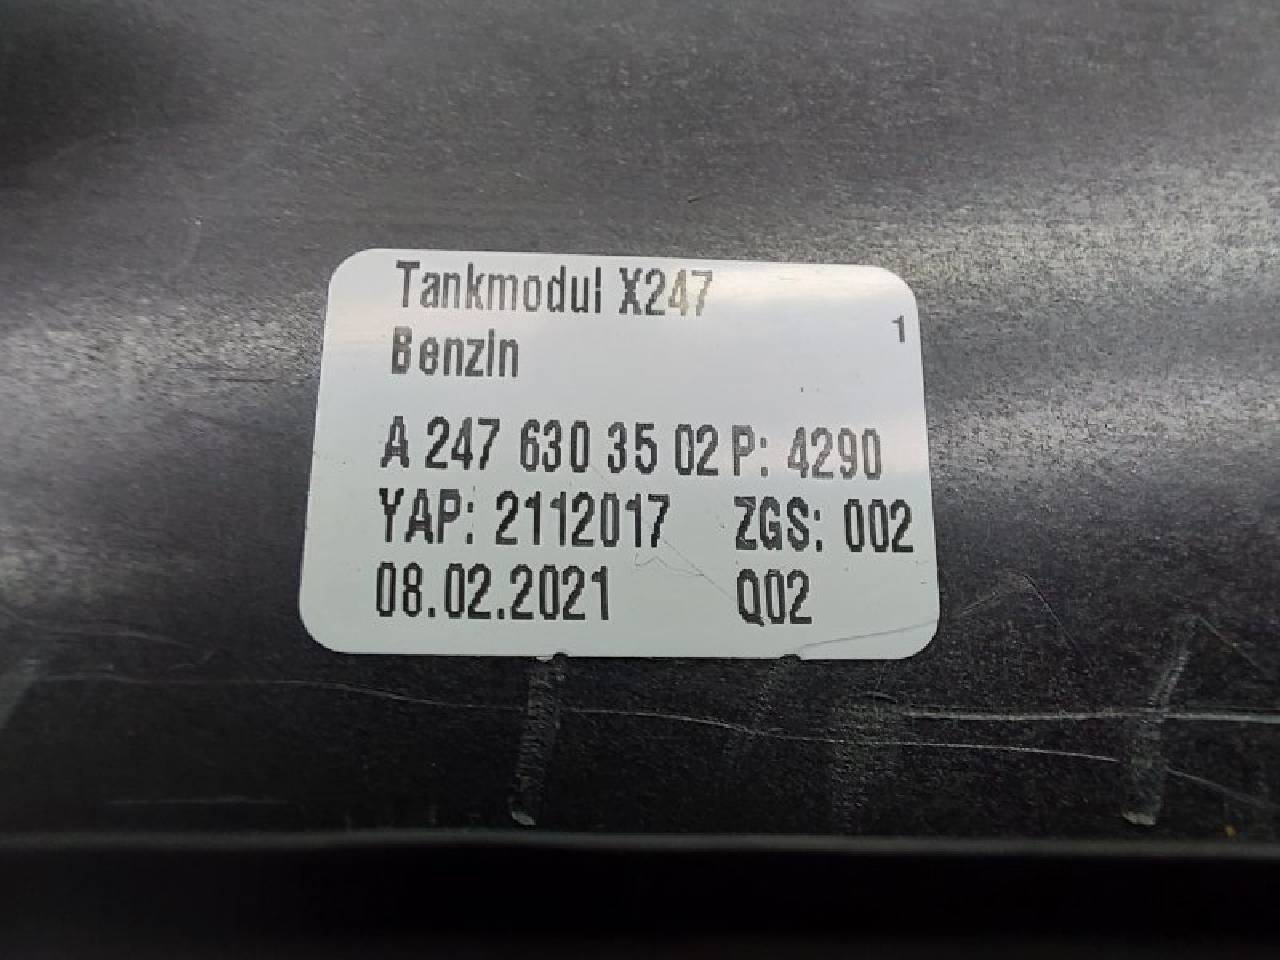 Tankmodul X247
Benzin
1
A 247 630 35 02 P: 4290
YAP: 2112017 ZGS: 002
08.02.2021 Q02